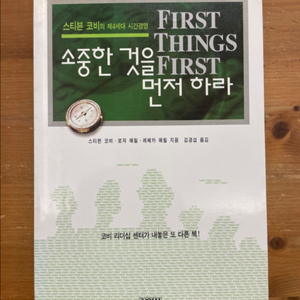 스티븐 코비의 제4세대 시간경영
FIRST
THINGS
FIRST
소중한 것을
먼저 하라
스티븐 코비 · 로저 메릴 · 레베카 메릴 지음 김경섭 옮김
코비 리더십 센터가 내놓은 또 다른 책!